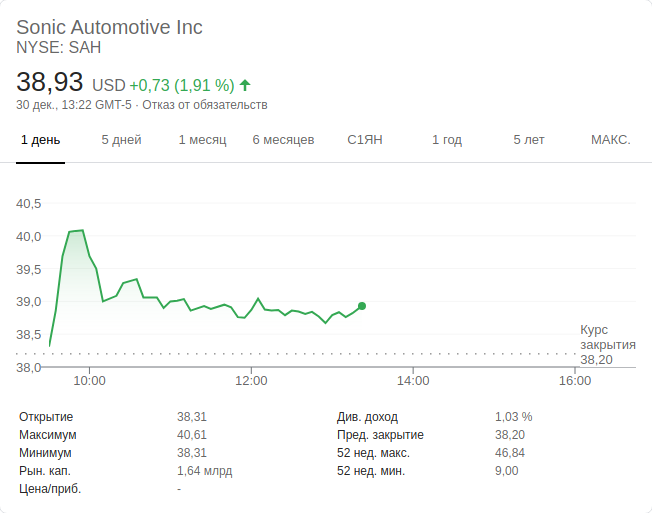 Sonic Automotive Inc
NYSE: SAH
38,93 USD +0,73 (1,91 %)
30 дек., 13:22 GMT-5 · Отказ от обязательств
1 день 5 дней 1 месяц 6 месяцев С1ЯН 1 год 5 лет МАКС.
40,5
40,0
39,5
39,0
38,5
Курс
закрытия
38,20
38,0
10:00 12:00 14:00 16:00
Открытие 38,31 Див. доход 1,03 %
Максимум 40,61 Пред. закрытие 38,20
Минимум 38,31 52 нед. макс. 46,84
Рын. кап. 1,64 млрд 52 нед. мин. 9,00
Цена/приб. -